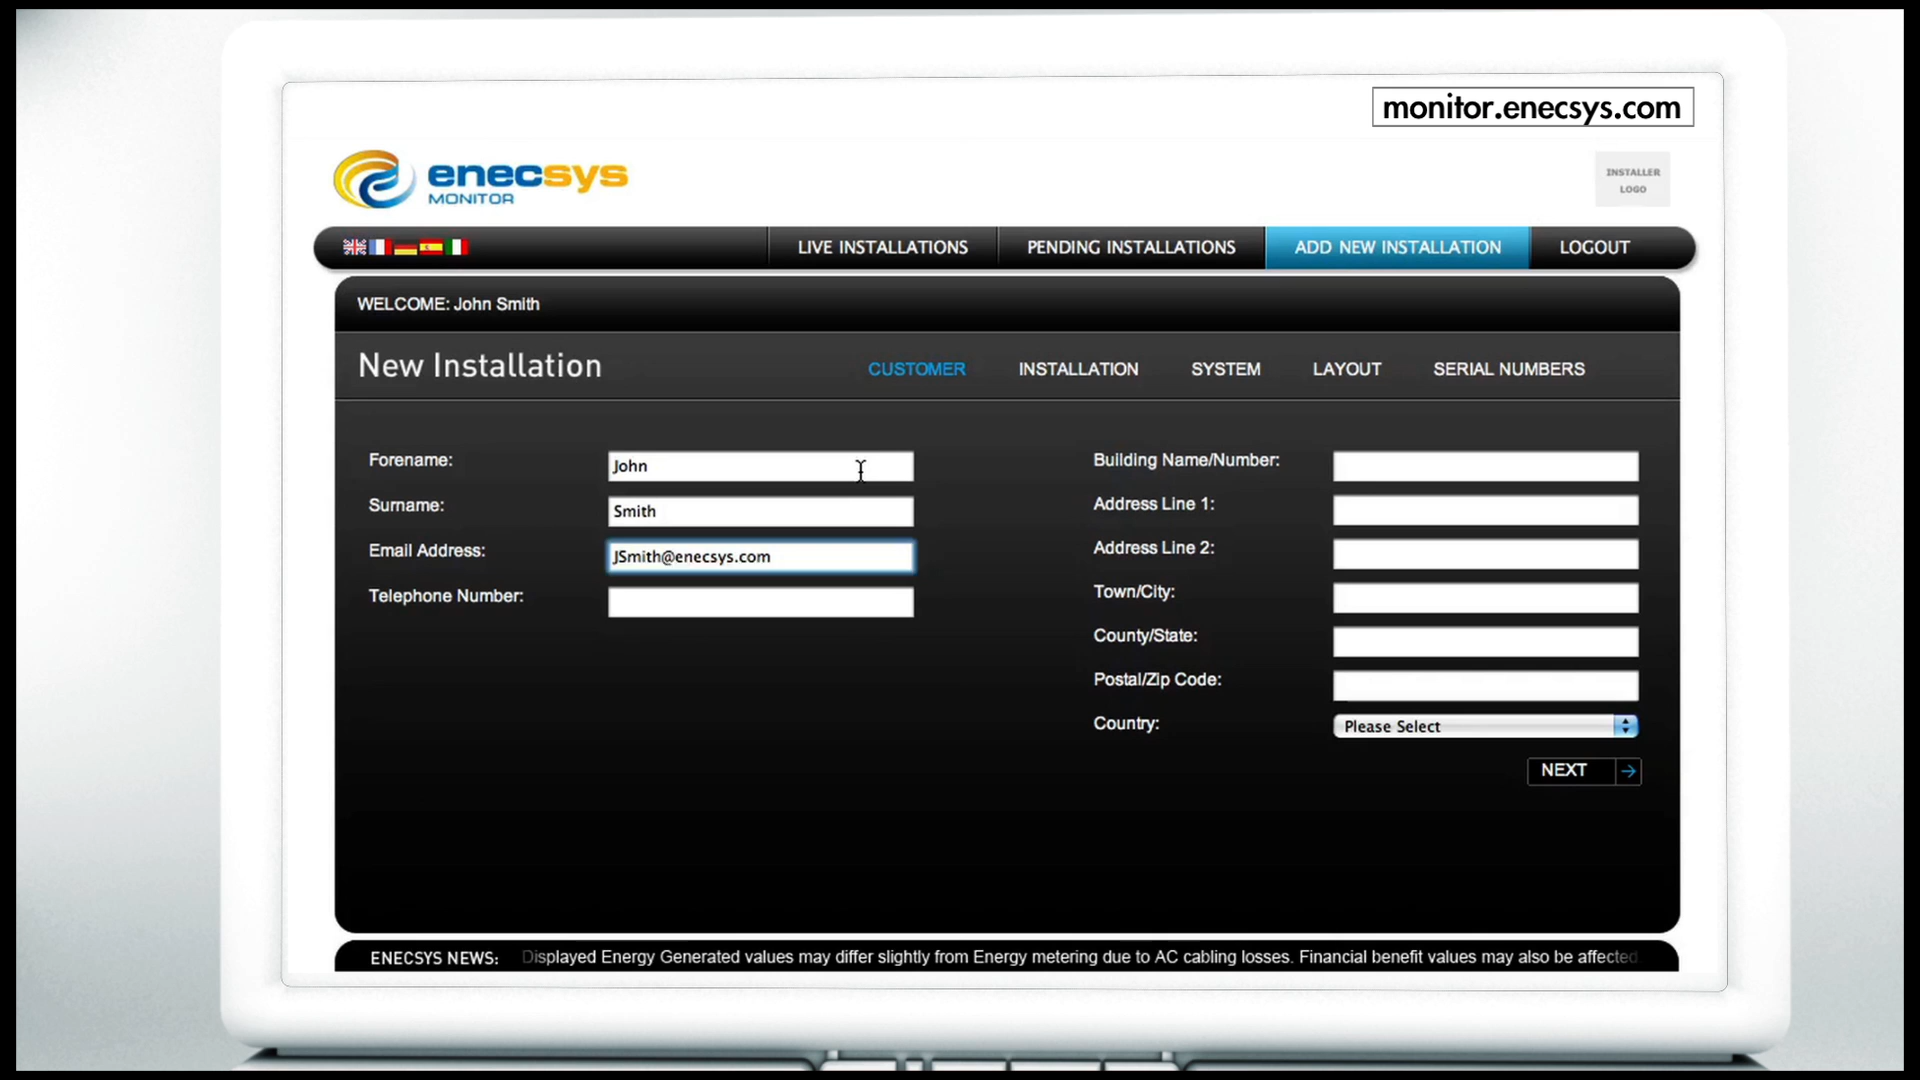 monitor.enecsys.com
enecsys
MONITOR
INSTALLER
LOGO
LIVE INSTALLATIONS PENDING INSTALLATIONS ADD NEW INSTALLATION LOGOUT
WELCOME: John Smith
New Installation CUSTOMER INSTALLATION SYSTEM LAYOUT SERIAL NUMBERS
Forename: John
Surname: Smith
Email Address: JSmith@enecsys.com
Telephone Number:
Building Name/Number:
Address Line 1:
Address Line 2:
Town/City:
County/State:
Postal/Zip Code:
Country: Please Select
NEXT
ENECSYS NEWS: Displayed Energy Generated values may differ slightly from Energy metering due to AC cabling losses. Financial benefit values may also be affected